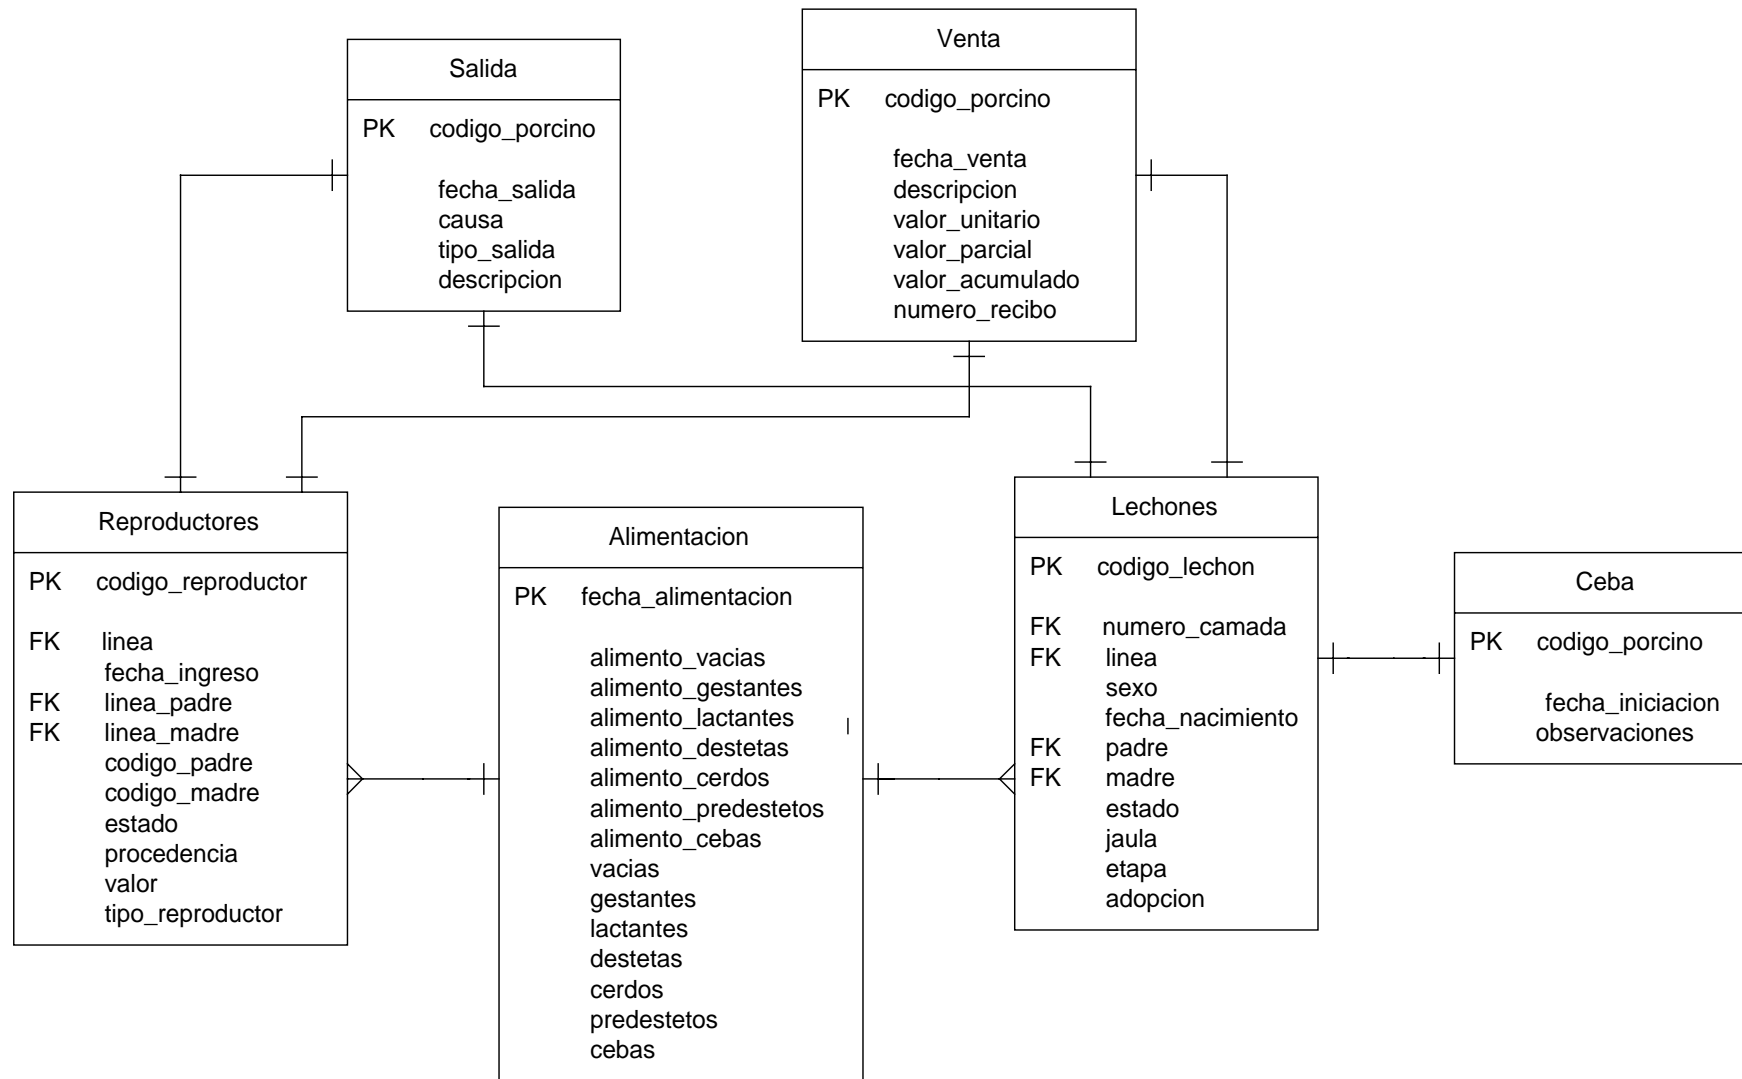 Salida
PK codigo_porcino
fecha_salida
causa
tipo_salida
descripcion
Venta
PK codigo_porcino
fecha_venta
descripcion
valor_unitario
valor_parcial
valor_acumulado
numero_recibo
Reproductores
PK codigo_reproductor
FK linea
fecha_ingreso
FK linea_padre
FK linea_madre
codigo_padre
codigo_madre
estado
procedencia
valor
tipo_reproductor
Alimentacion
PK fecha_alimentacion
alimento_vacias
alimento_gestantes
alimento_lactantes
alimento_destetas
alimento_cerdos
alimento_predestetos
alimento_cebas
vacias
gestantes
lactantes
destetas
cerdos
predestetos
cebas
Lechones
PK codigo_lechon
FK numero_camada
FK linea
sexo
fecha_nacimiento
FK padre
FK madre
estado
jaula
etapa
adopcion
Ceba
PK codigo_porcino
fecha_iniciacion
observaciones